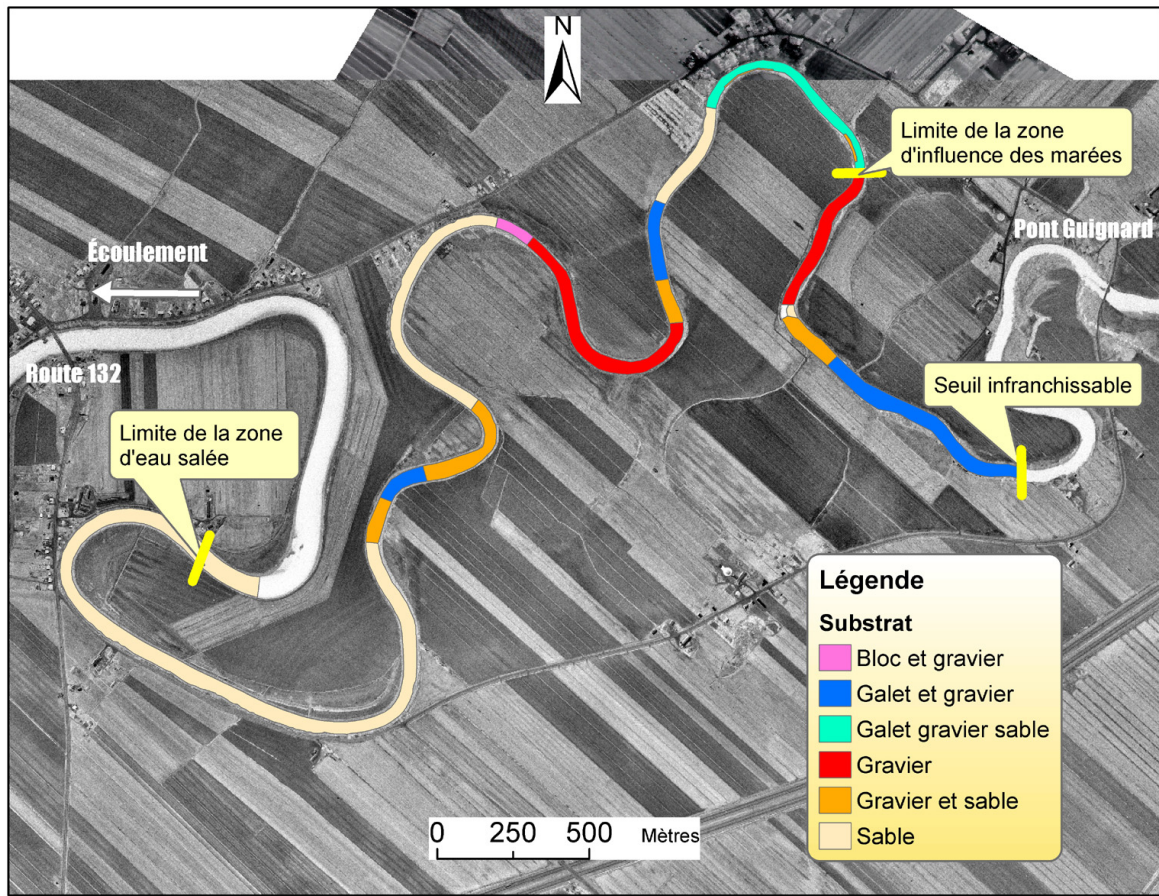 N
Limite de la zone
d'influence des marées
Pont Guignard
Écoulement
Route 132
Seuil infranchissable
Limite de la zone
d'eau salée
Légende
Substrat
Bloc et gravier
Galet et gravier
Galet gravier sable
Gravier
Gravier et sable
Sable
0 250 500 Mètres